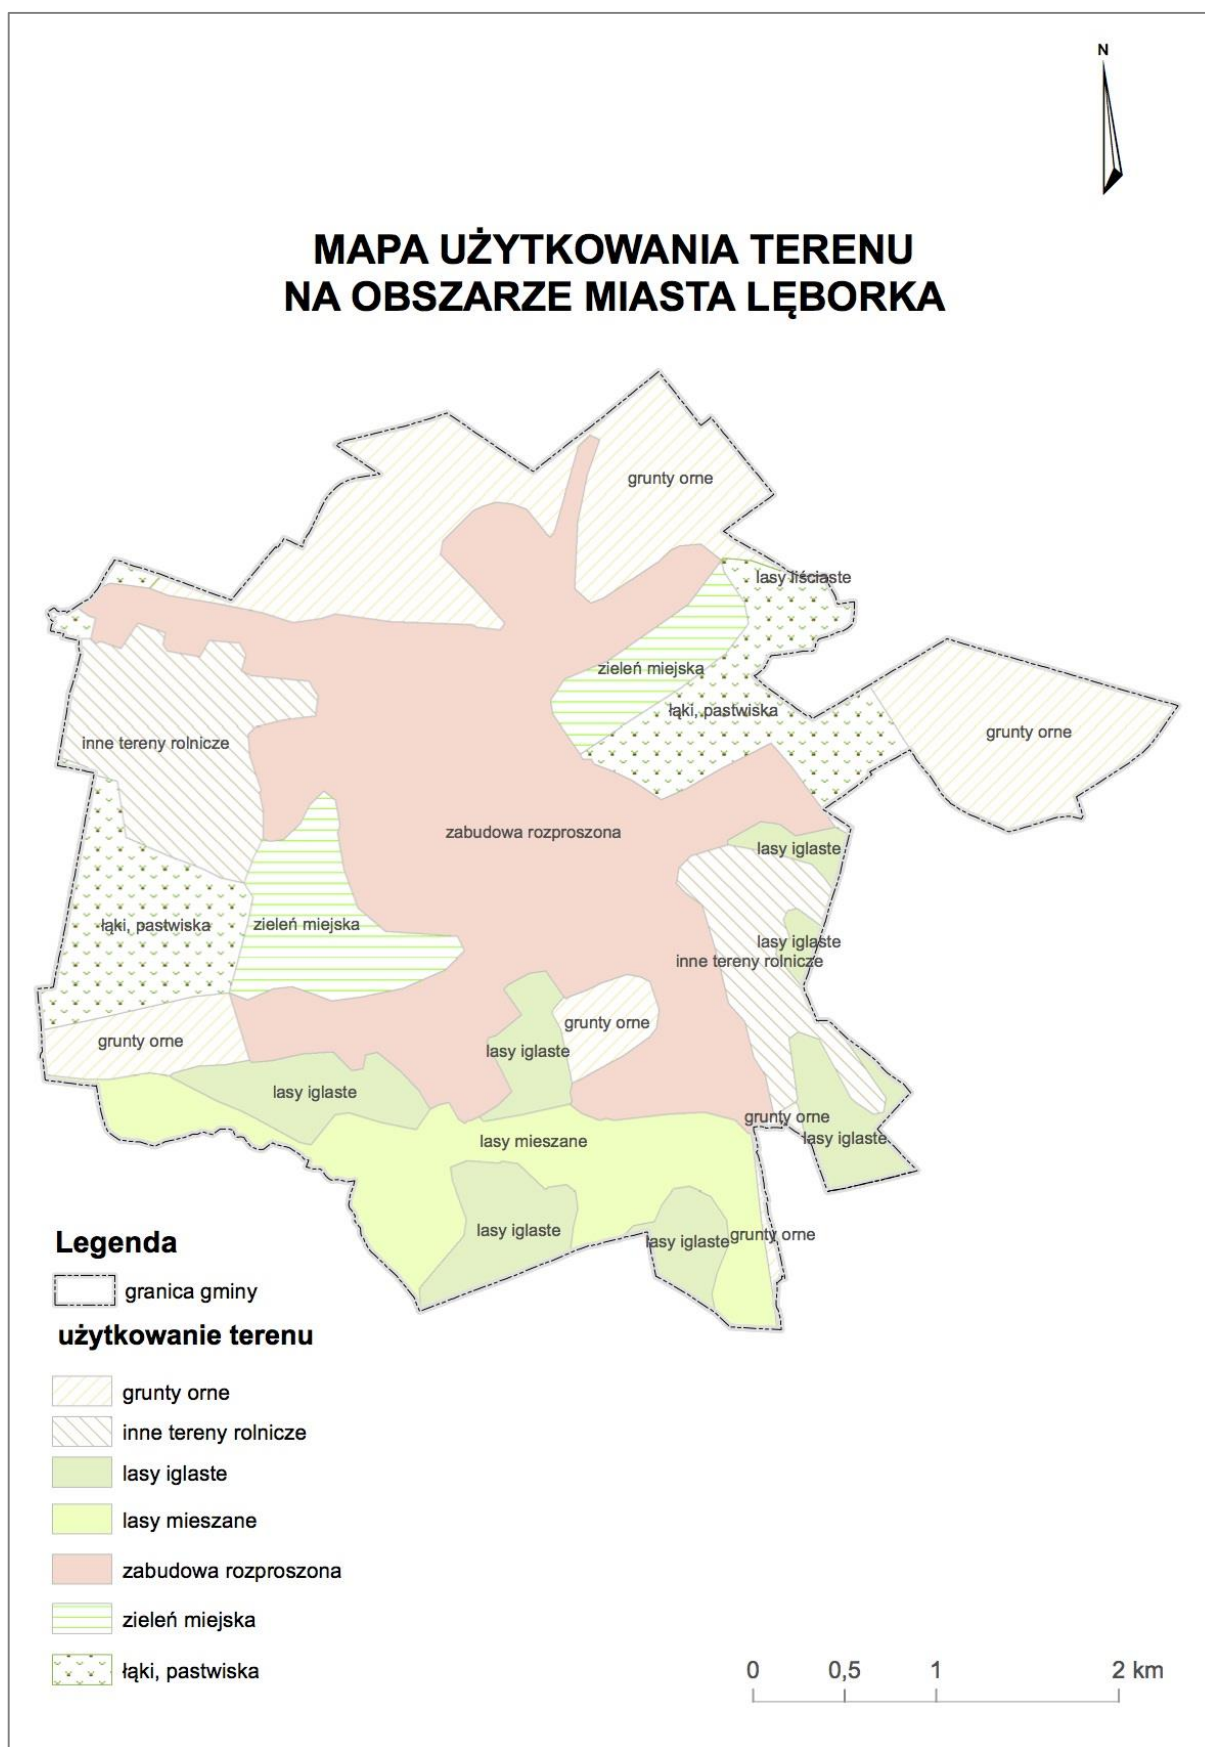 N
MAPA UŻYTKOWANIA TERENU
NA OBSZARZE MIASTA LĘBORKA
grunty orne
lasy liściaste
zieleń miejska
łąki, pastwiska
grunty orne
inne tereny rolnicze
zabudowa rozproszona
lasy iglaste
łąki, pastwiska
zieleń miejska
lasy iglaste
inne tereny rolnicze
grunty orne
grunty orne
lasy iglaste
lasy iglaste
grunty orne
lasy iglaste
lasy mieszane
lasy iglaste
lasy iglaste
grunty orne
Legenda
granica gminy
użytkowanie terenu
grunty orne
inne tereny rolnicze
lasy iglaste
lasy mieszane
zabudowa rozproszona
zieleń miejska
łąki, pastwiska
0 0,5 1 2 km